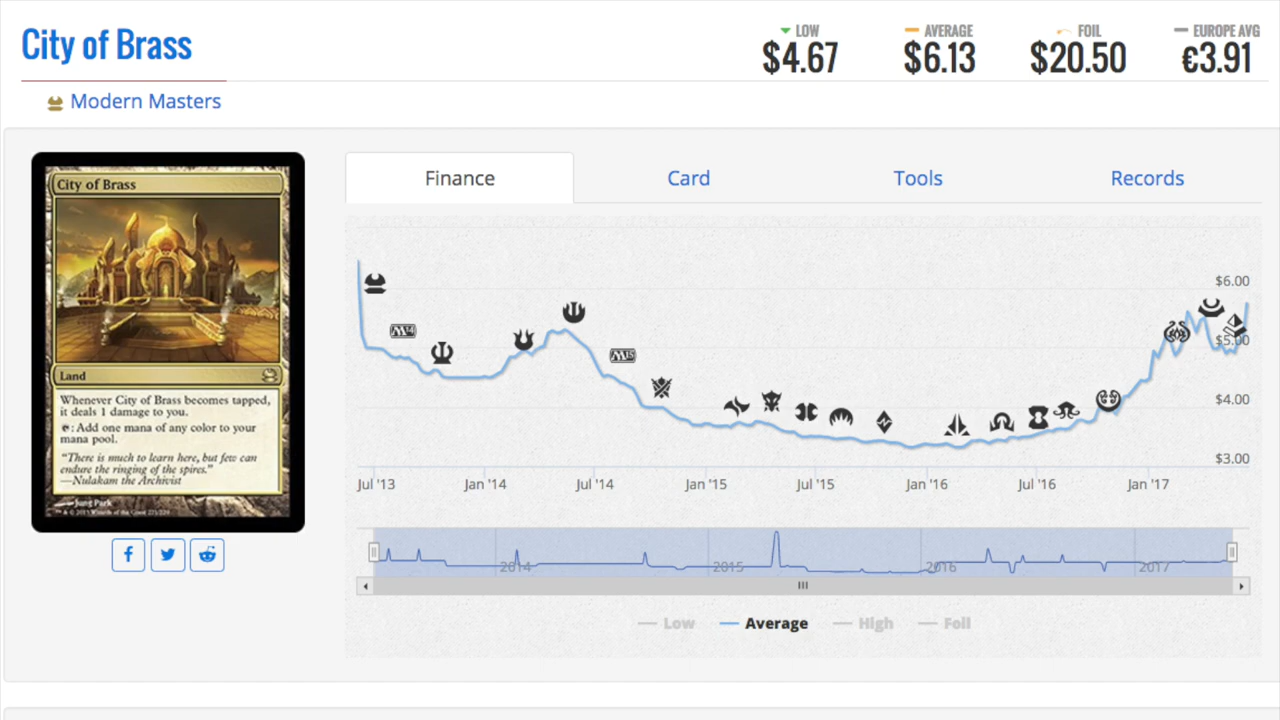 City of Brass
LOW
$4.67
AVERAGE
$6.13
FOIL
$20.50
EUROPE AVG
€3.91
Modern Masters
City of Brass
Land
Whenever City of Brass becomes tapped,
it deals 1 damage to you.
: Add one mana of any color to your
mana pool.
"There is much to learn here, but few can
endure the ringing of the spires."
—Nulakam the Archivist
Jung Park
Finance
Card
Tools
Records
M14
M15
$6.00
$5.00
$4.00
$3.00
Jul '13
Jan '14
Jul '14
Jan '15
Jul '15
Jan '16
Jul '16
Jan '17
2014
2015
2016
2017
Low
Average
High
Foil